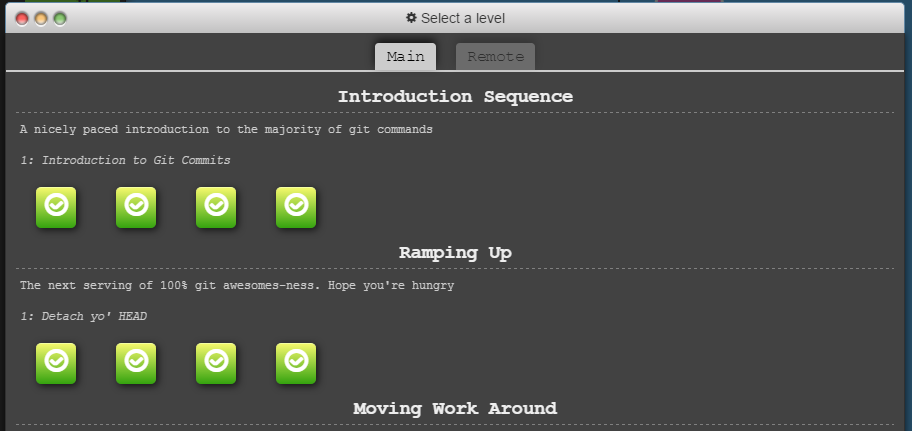 Select a level
Main Remote
Introduction Sequence
A nicely paced introduction to the majority of git commands
1: Introduction to Git Commits
Ramping Up
The next serving of 100% git awesomes-ness. Hope you're hungry
1: Detach yo' HEAD
Moving Work Around